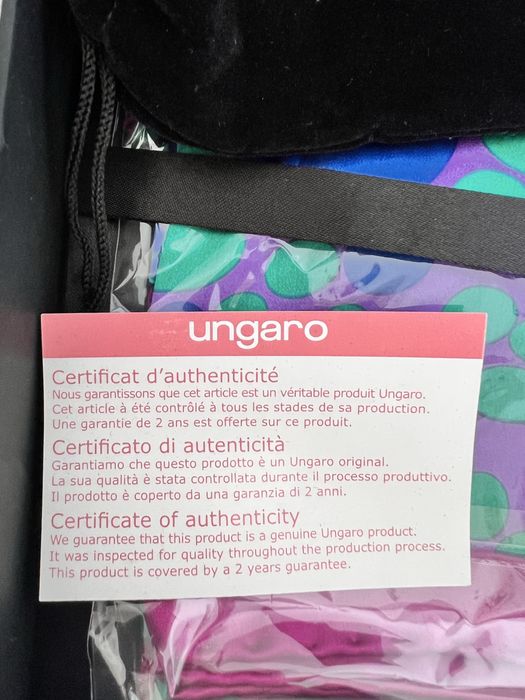 ungaro
Certificat d'authenticité
Nous garantissons que cet article est un véritable produit Ungaro.
Cet article à été contrôlé à tous les stades de sa production.
Une garantie de 2 ans est offerte sur ce produit.
Certificato di autenticità
Garantiamo che questo prodotto è un Ungaro original.
La sua qualità è stata controllata durante il processo produttivo.
Il prodotto è coperto da una garanzia di 2 anni.
Certificate of authenticity
We guarantee that this product is a genuine Ungaro product.
It was inspected for quality throughout the production process.
This product is covered by a 2 years guarantee.